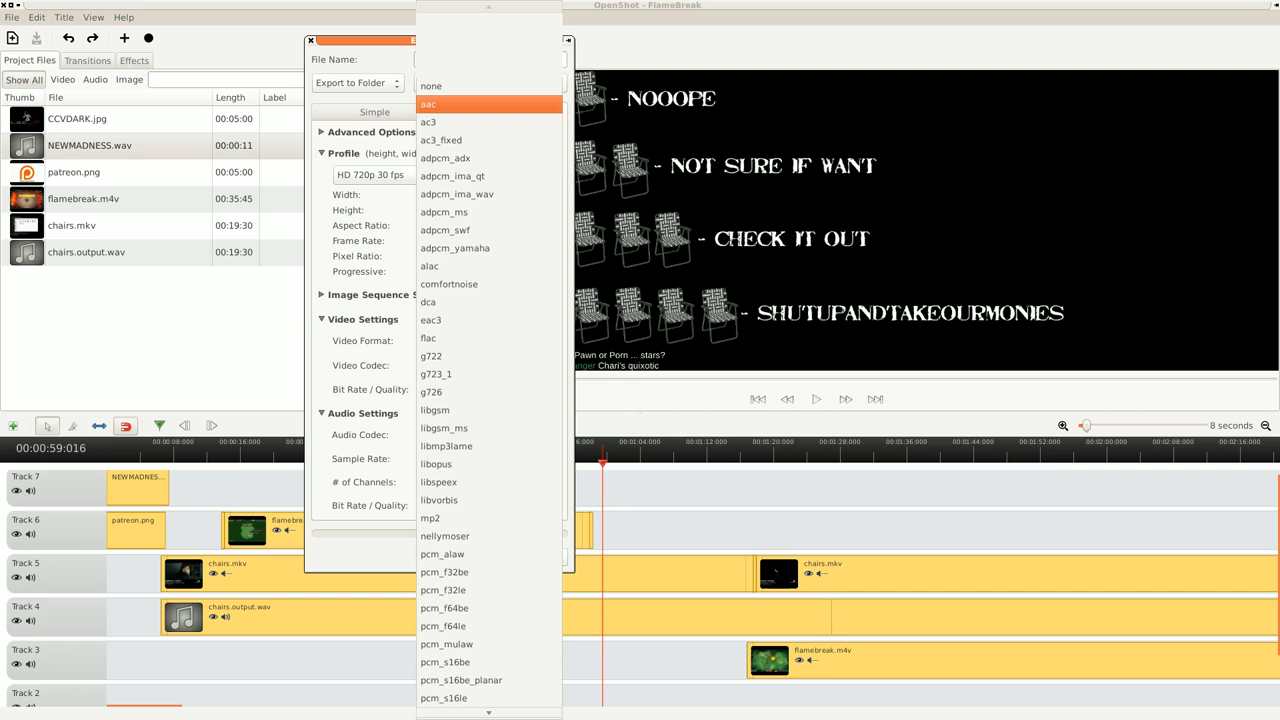 OpenShot - FlameBreak
File Edit Title View Help
Project Files Transitions Effects
Show All Video Audio Image
Thumb File Length Label
CCVDARK.jpg 00:05:00
NEWMADNESS.wav 00:00:11
patreon.png 00:05:00
flamebreak.m4v 00:35:45
chairs.mkv 00:19:30
chairs.output.wav 00:19:30
File Name:
Export to Folder
Simple
Advanced Options
Profile (height, wid
HD 720p 30 fps
Width:
Height:
Aspect Ratio:
Frame Rate:
Pixel Ratio:
Progressive:
Image Sequence S
Video Settings
Video Format:
Video Codec:
Bit Rate / Quality:
Audio Settings
Audio Codec:
Sample Rate:
# of Channels:
Bit Rate / Quality:
none
aac
ac3
ac3_fixed
adpcm_adx
adpcm_ima_qt
adpcm_ima_wav
adpcm_ms
adpcm_swf
adpcm_yamaha
alac
comfortnoise
dca
eac3
flac
g722
g723_1
g726
libgsm
libgsm_ms
libmp3lame
libopus
libspeex
libvorbis
mp2
nellymoser
pcm_alaw
pcm_f32be
pcm_f32le
pcm_f64be
pcm_f64le
pcm_mulaw
pcm_s16be
pcm_s16be_planar
pcm_s16le
- NOOOPE
- NOT SURE IF WANT
- CHECK IT OUT
- SHUTUPANDTAKEOURMONIES
Pawn or Porn ... stars?
nger Chari's quixotic
8 seconds
00:00:59:016
00:00:08:000 00:00:16:000 00:01:04:000 00:01:12:000 00:01:20:000 00:01:28:000 00:01:36:000 00:01:44:000 00:01:52:000 00:02:00:000 00:02:08:000 00:02:16:000
Track 7 NEWMADNES...
Track 6 patreon.png flamebre
Track 5 chairs.mkv chairs.mkv
Track 4 chairs.output.wav
Track 3 flamebreak.m4v
Track 2